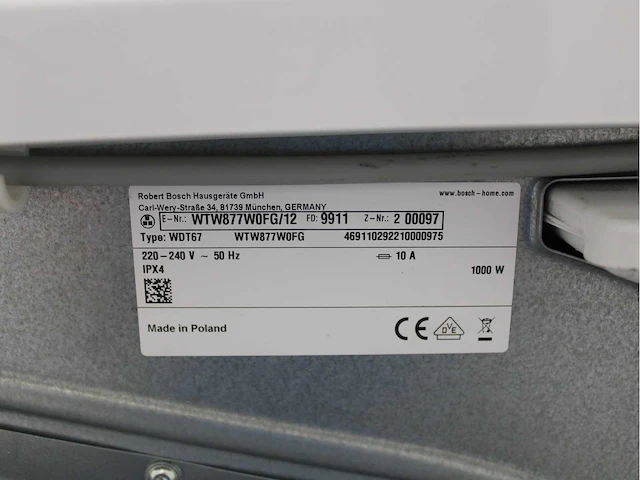 Robert Bosch Hausgeräte GmbH www.bosch-home.com
Carl-Wery-Straße 34, 81739 München, GERMANY
E-Nr.: WTW877W0FG/12 FD: 9911 Z-Nr.: 2 00097
Type: WDT67 WTW877W0FG 469110292210000975
220-240 V ~ 50 Hz 10 A
IPX4 1000 W
Made in Poland CE DVE